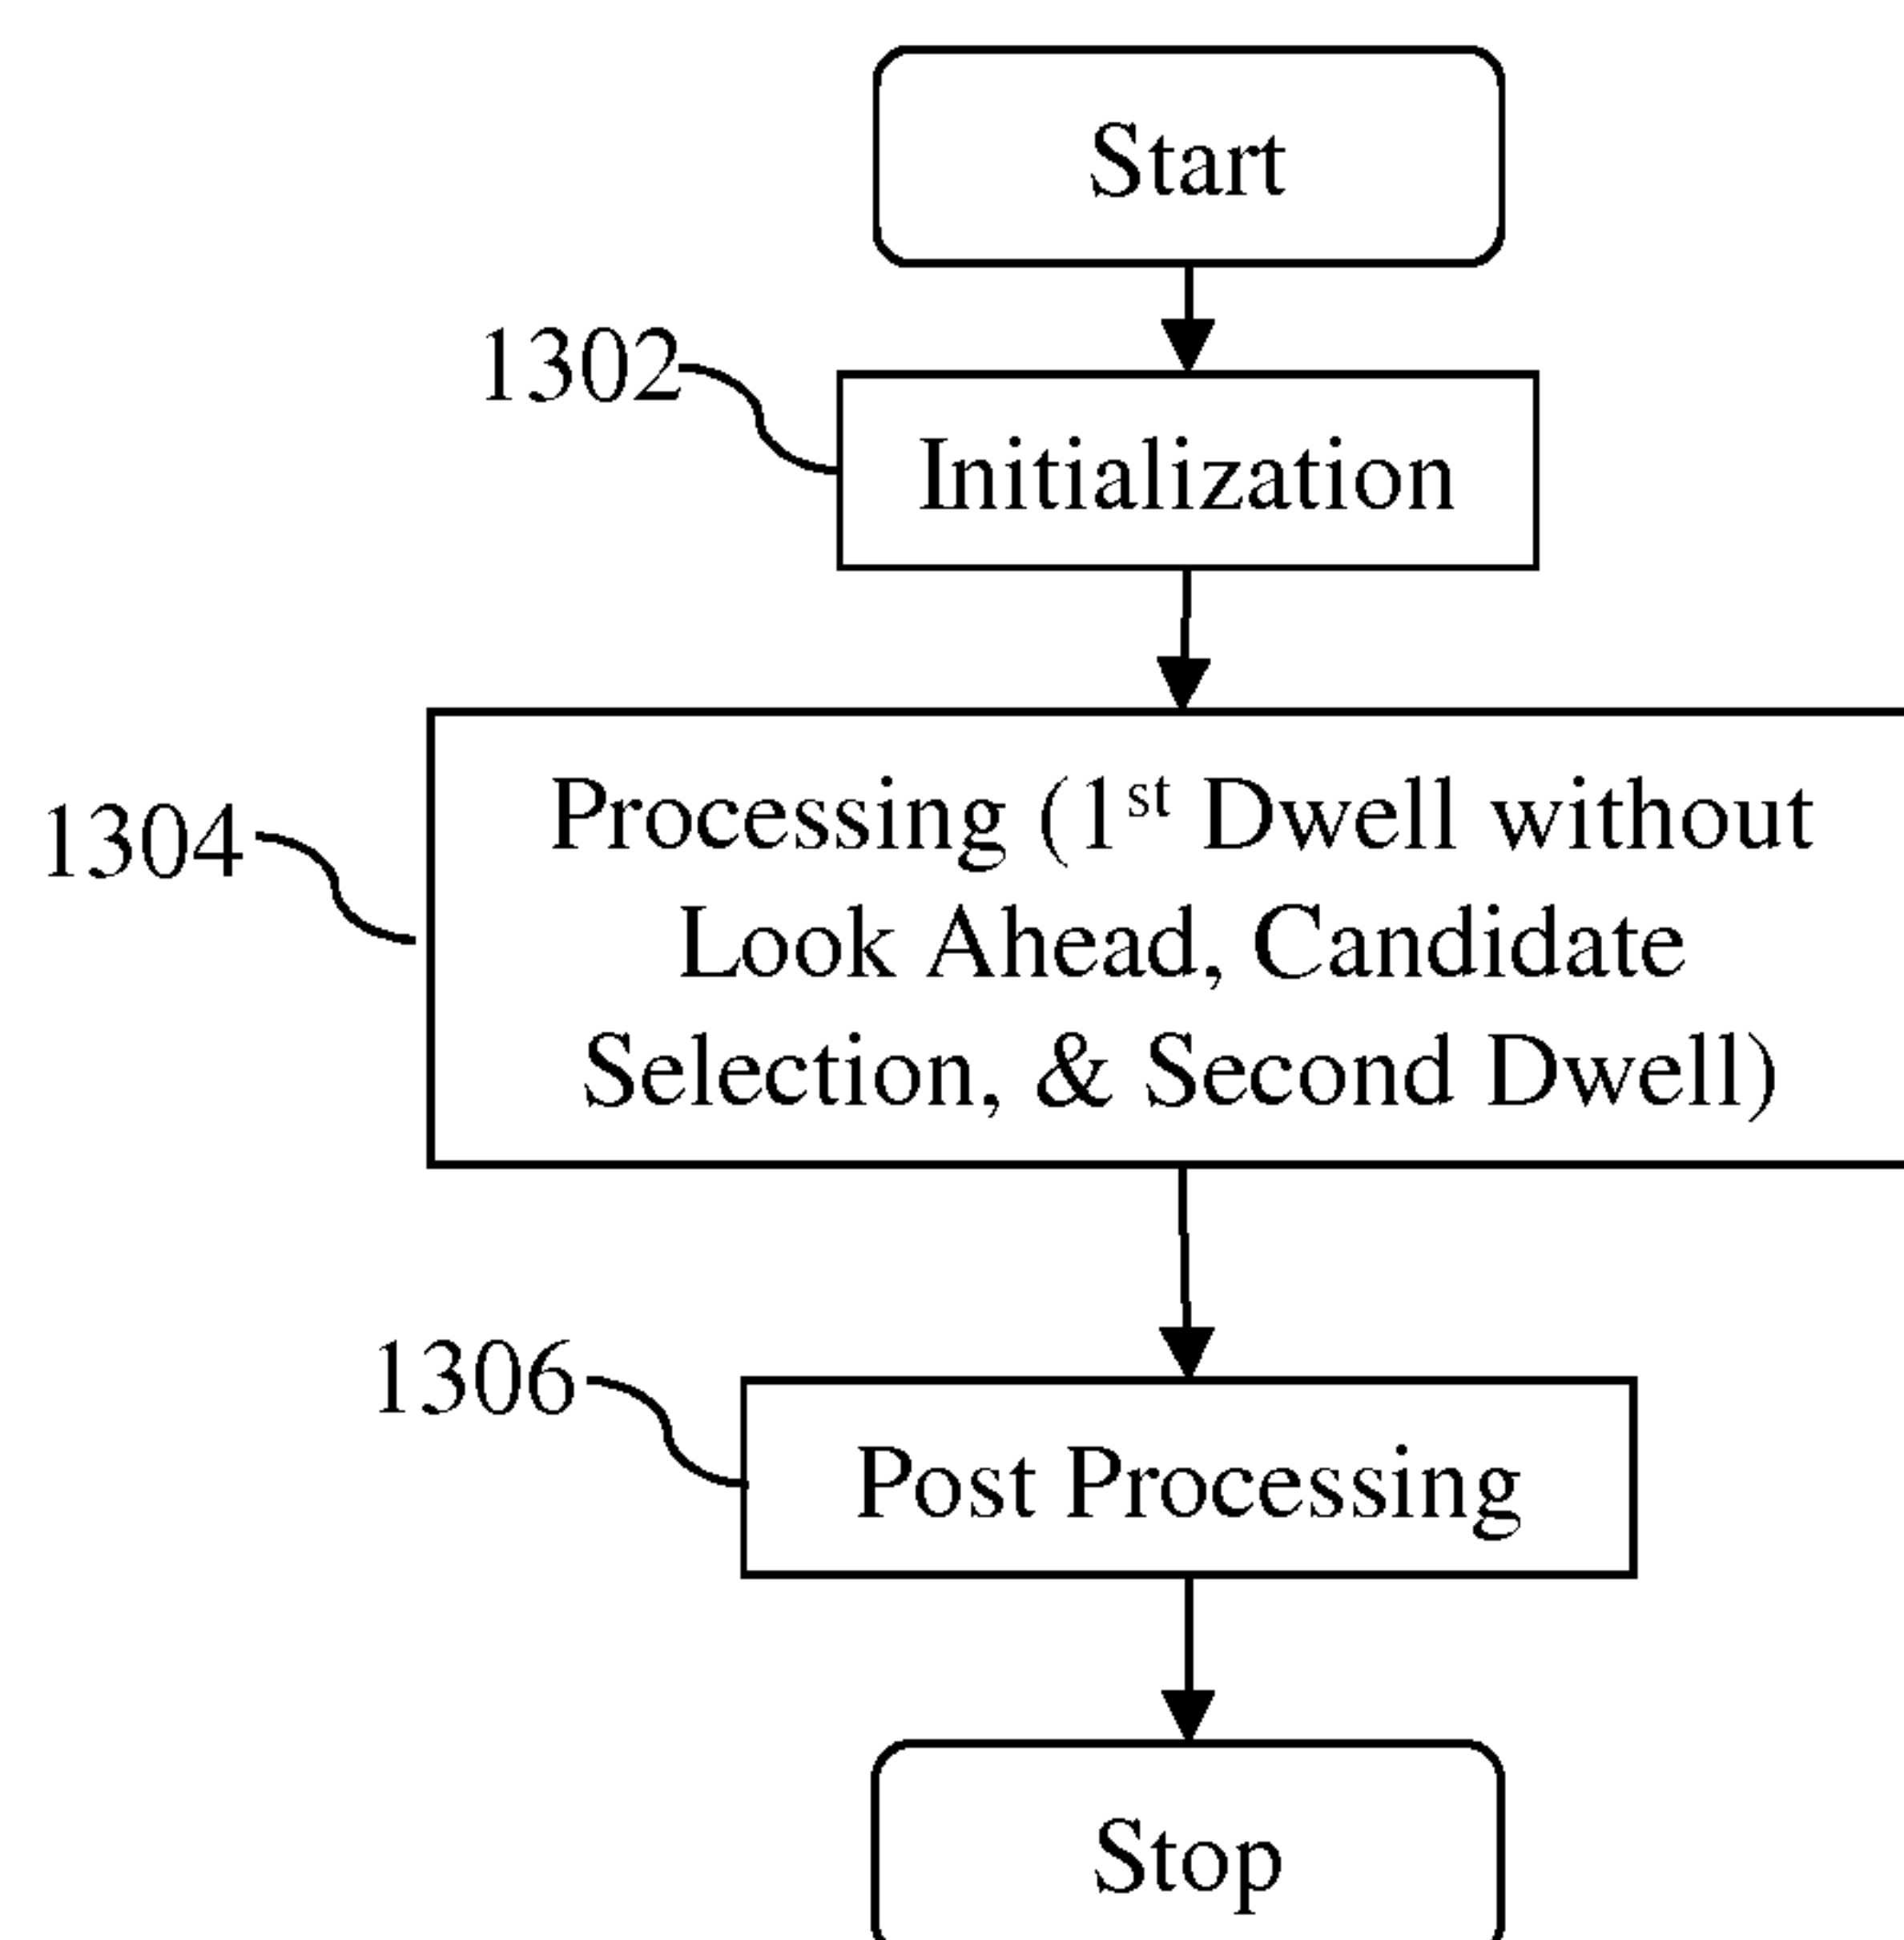 Start
1302
Initialization
1304
Processing (1st Dwell without
Look Ahead, Candidate
Selection, & Second Dwell)
1306
Post Processing
Stop